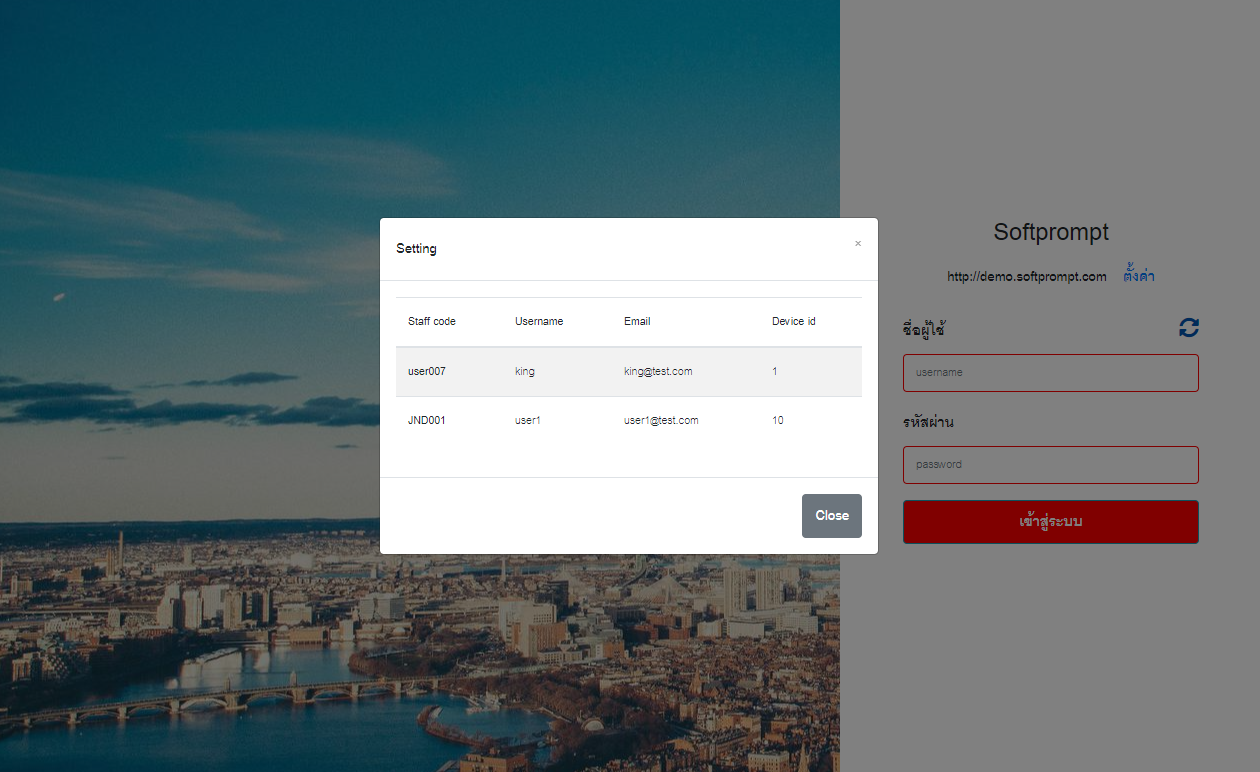 Setting
×
Staff code Username Email Device id
user007 king king@test.com 1
JND001 user1 user1@test.com 10
Close
Softprompt
http://demo.softprompt.com ตั้งค่า
ชื่อผู้ใช้
username
รหัสผ่าน
password
เข้าสู่ระบบ